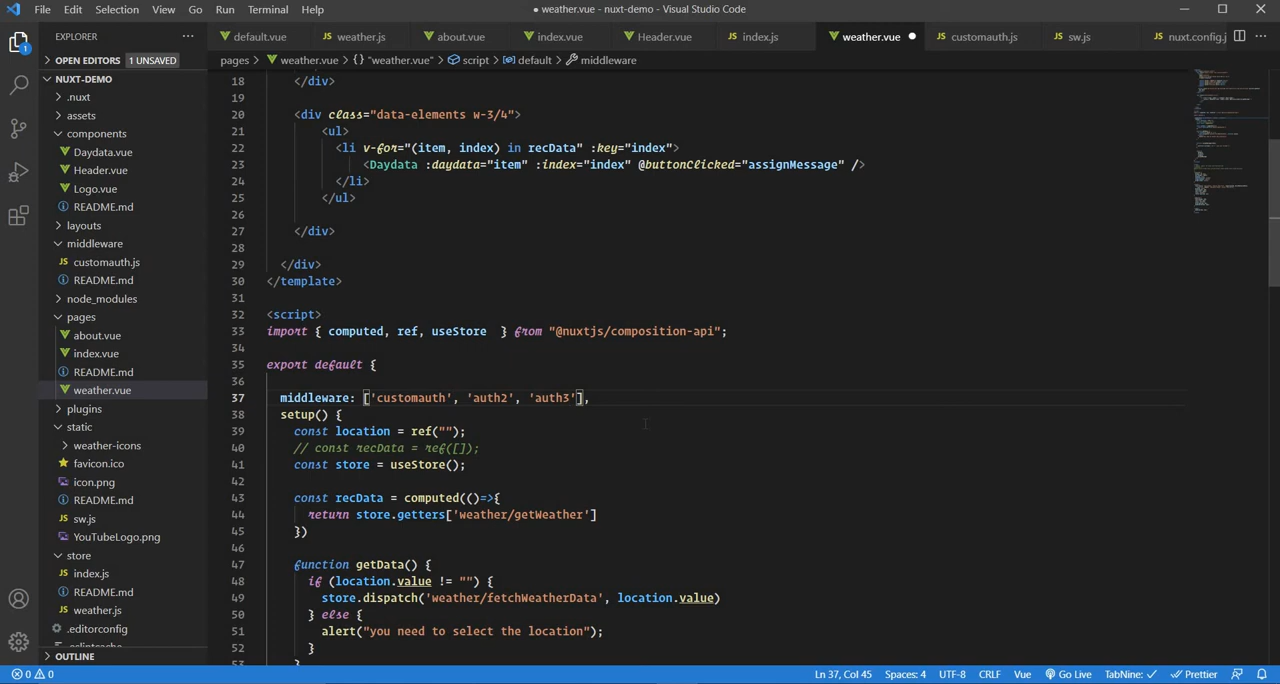 File Edit Selection View Go Run Terminal Help
● weather.vue - nuxt-demo - Visual Studio Code
EXPLORER
default.vue weather.js about.vue index.vue Header.vue index.js weather.vue customauth.js sw.js nuxt.config.j
OPEN EDITORS 1 UNSAVED
pages > weather.vue > {} "weather.vue" > script > default > middleware
NUXT-DEMO
.nuxt
assets
components
Daydata.vue
Header.vue
Logo.vue
README.md
layouts
middleware
customauth.js
README.md
node_modules
pages
about.vue
index.vue
README.md
weather.vue
plugins
static
weather-icons
favicon.ico
icon.png
README.md
sw.js
YouTubeLogo.png
store
index.js
README.md
weather.js
.editorconfig
OUTLINE
18 </div>
19
20 <div class="data-elements w-3/4">
21 <ul>
22 <li v-for="(item, index) in recData" :key="index">
23 <Daydata :daydata="item" :index="index" @buttonClicked="assignMessage" />
24 </li>
25 </ul>
26
27 </div>
28
29 </div>
30 </template>
31
32 <script>
33 import { computed, ref, useStore } from "@nuxtjs/composition-api";
34
35 export default {
36
37 middleware: ['customauth', 'auth2', 'auth3'],
38 setup() {
39 const location = ref("");
40 // const recData = ref([]);
41 const store = useStore();
42
43 const recData = computed(()=>{
44 return store.getters['weather/getWeather']
45 })
46
47 function getData() {
48 if (location.value != "") {
49 store.dispatch('weather/fetchWeatherData', location.value)
50 } else {
51 alert("you need to select the location");
52 }
53 }
1
0 0 Ln 37, Col 45 Spaces: 4 UTF-8 CRLF Vue Go Live TabNine: Prettier